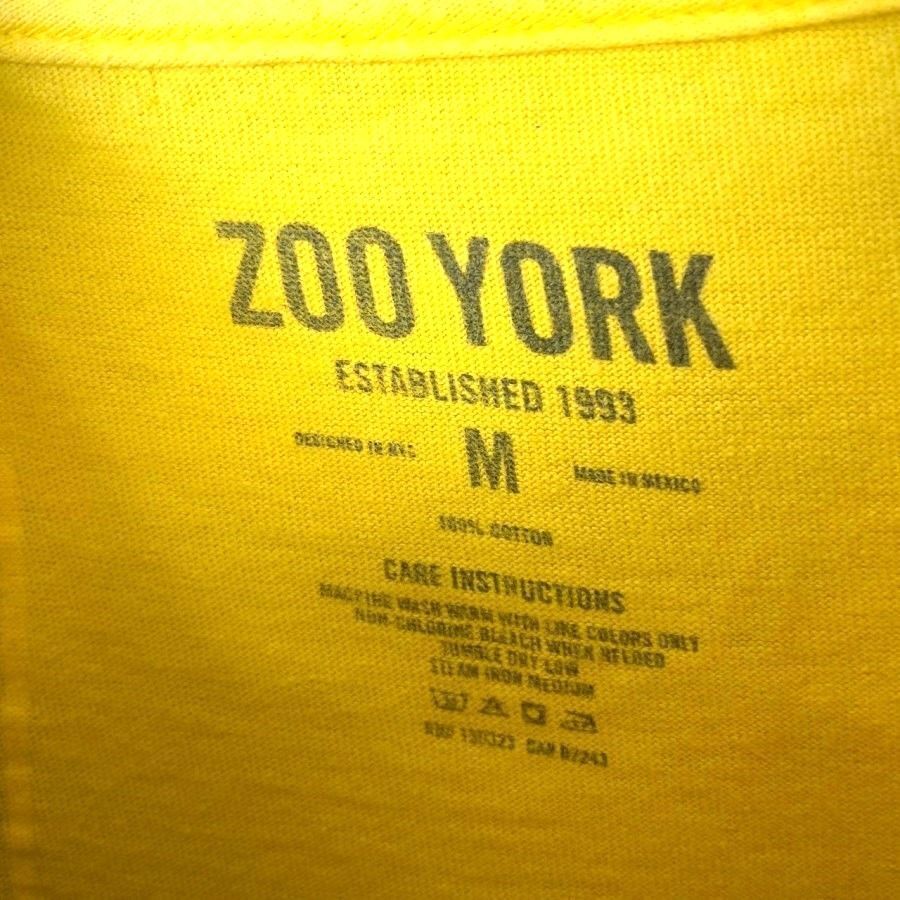 ZOO YORK
ESTABLISHED 1993
DESIGNED IN NYC M MADE IN MEXICO
100% COTTON
CARE INSTRUCTIONS
MACHINE WASH WARM WITH LIKE COLORS ONLY
NON-CHLORINE BLEACH WHEN NEEDED
TUMBLE DRY LOW
STEAM IRON MEDIUM